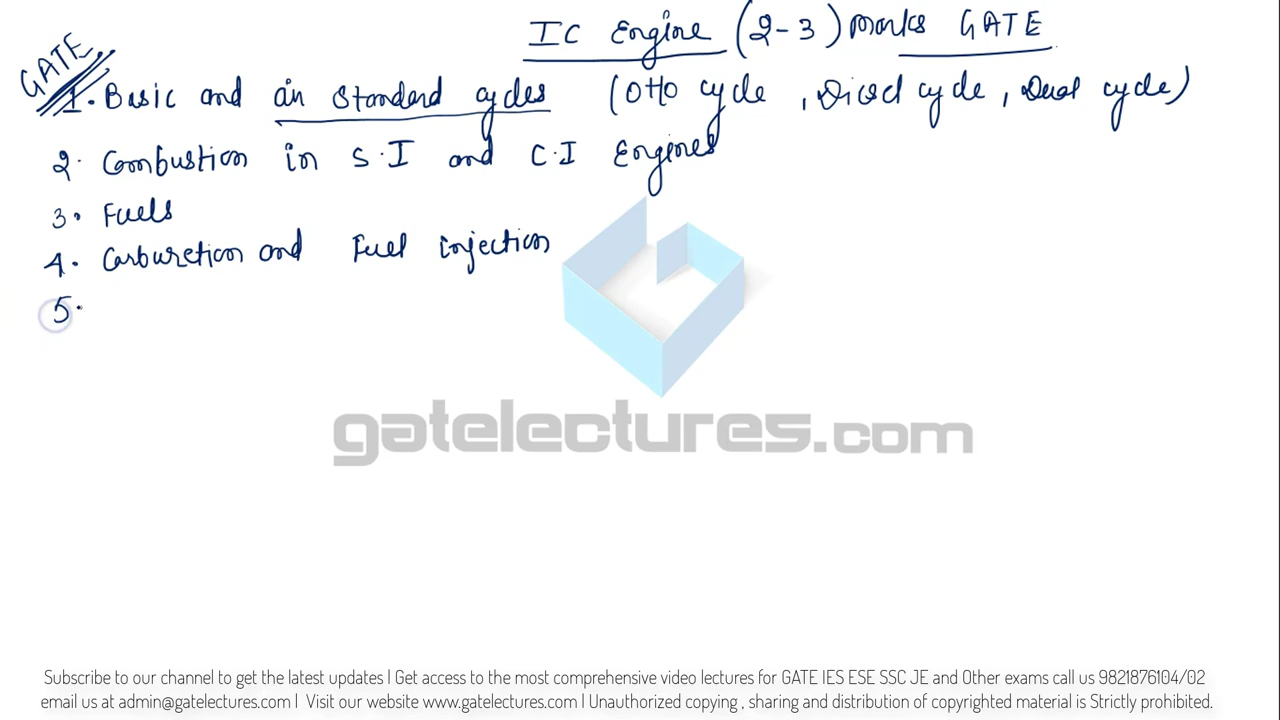 IC Engine (2-3) Marks GATE
GATE
1. Basic and air standard cycles (Otto cycle, Diesel cycle, Dual cycle)
2. Combustion in S.I and C.I Engines
3. Fuels
4. Carburetion and Fuel injection
5.
gatelectures.com
Subscribe to our channel to get the latest updates | Get access to the most comprehensive video lectures for GATE IES ESE SSC JE and Other exams call us 9821876104/02
email us at admin@gatelectures.com | Visit our website www.gatelectures.com | Unauthorized copying , sharing and distribution of copyrighted material is Strictly prohibited.